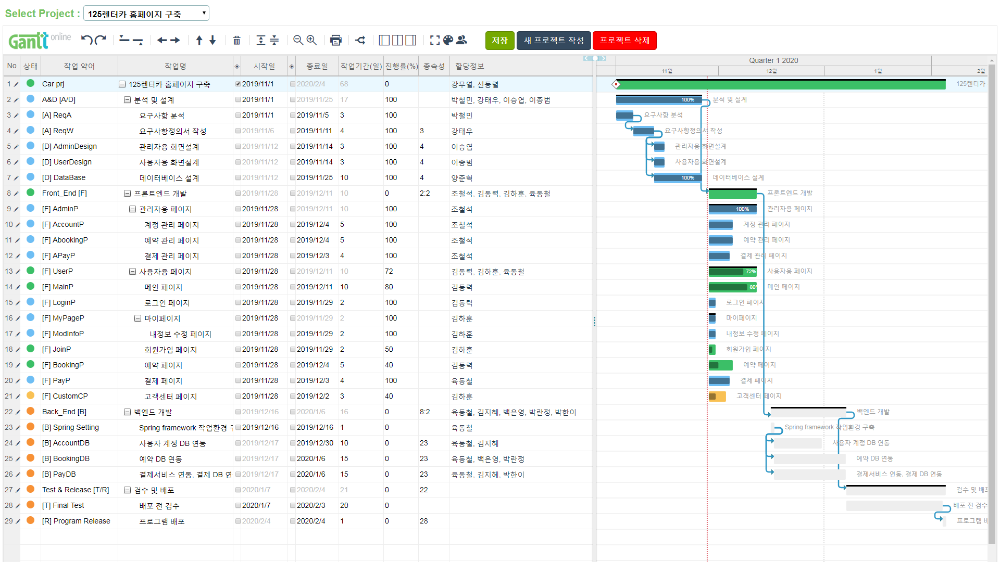 Select Project : 125렌터카 홈페이지 구축
Gantt online 저장 새 프로젝트 작성 프로젝트 삭제
No 상태 작업 약어 작업명 시작일 종료일 작업기간(일) 진행률(%) 종속성 할당정보
Quarter 1 2020
11월 12월 1월 2월
1 Car prj 125렌터카 홈페이지 구축 2019/11/1 2020/2/4 68 0 강무열, 선동렬 125렌터카
2 A&D [A/D] 분석 및 설계 2019/11/1 2019/11/25 17 100 박철민, 강태우, 이승엽, 이종범 100% 분석 및 설계
3 [A] ReqA 요구사항 분석 2019/11/1 2019/11/5 3 100 박철민 요구사항 분석
4 [A] ReqW 요구사항정의서 작성 2019/11/6 2019/11/11 4 100 3 강태우 요구사항정의서 작성
5 [D] AdminDesign 관리자용 화면설계 2019/11/12 2019/11/14 3 100 4 이승엽 관리자용 화면설계
6 [D] UserDesign 사용자용 화면설계 2019/11/12 2019/11/14 3 100 4 이종범 사용자용 화면설계
7 [D] DataBase 데이터베이스 설계 2019/11/12 2019/11/25 10 100 4 양준혁 100% 데이터베이스 설계
8 Front_End [F] 프론트엔드 개발 2019/11/28 2019/12/11 10 0 2:2 조철석, 김동력, 김하훈, 육동철 프론트엔드 개발
9 [F] AdminP 관리자용 페이지 2019/11/28 2019/12/11 10 100 조철석 100% 관리자용 페이지
10 [F] AccountP 계정 관리 페이지 2019/11/28 2019/12/4 5 100 조철석 계정 관리 페이지
11 [F] AbookingP 예약 관리 페이지 2019/11/28 2019/12/4 5 100 조철석 예약 관리 페이지
12 [F] APayP 결제 관리 페이지 2019/11/28 2019/12/3 4 100 조철석 결제 관리 페이지
13 [F] UserP 사용자용 페이지 2019/11/28 2019/12/11 10 72 김동력, 김하훈, 육동철 72% 사용자용 페이지
14 [F] MainP 메인 페이지 2019/11/28 2019/12/11 10 80 김동력 80% 메인 페이지
15 [F] LoginP 로그인 페이지 2019/11/28 2019/11/29 2 100 김동력 로그인 페이지
16 [F] MyPageP 마이페이지 2019/11/28 2019/11/29 2 100 김하훈 마이페이지
17 [F] ModInfoP 내정보 수정 페이지 2019/11/28 2019/11/29 2 100 김하훈 내정보 수정 페이지
18 [F] JoinP 회원가입 페이지 2019/11/28 2019/11/29 2 50 김하훈 회원가입 페이지
19 [F] BookingP 예약 페이지 2019/11/28 2019/12/4 5 40 김동력 예약 페이지
20 [F] PayP 결제 페이지 2019/11/28 2019/12/3 4 100 육동철 결제 페이지
21 [F] CustomCP 고객센터 페이지 2019/11/28 2019/12/2 3 40 김하훈 고객센터 페이지
22 Back_End [B] 백엔드 개발 2019/12/16 2020/1/6 16 0 8:2 육동철, 김지혜, 백은영, 박란정, 박한이 백엔드 개발
23 [B] Spring Setting Spring framework 작업환경 2019/12/16 2019/12/16 1 0 육동철 Spring framework 작업환경 구축
24 [B] AccountDB 사용자 계정 DB 연동 2019/12/17 2019/12/30 10 0 23 육동철, 김지혜 사용자 계정 DB 연동
25 [B] BookingDB 예약 DB 연동 2019/12/17 2020/1/6 15 0 23 육동철, 백은영, 박란정 예약 DB 연동
26 [B] PayDB 결제서비스 연동, 결제 DB 연 2019/12/17 2020/1/6 15 0 23 육동철, 김지혜, 박한이 결제서비스 연동, 결제 DB 연동
27 Test & Release [T/R] 검수 및 배포 2020/1/7 2020/2/4 21 0 22 검수 및 배포
28 [T] Final Test 배포 전 검수 2020/1/7 2020/2/3 20 0 배포 전 검수
29 [R] Program Release 프로그램 배포 2020/2/4 2020/2/4 1 0 28 프로그램